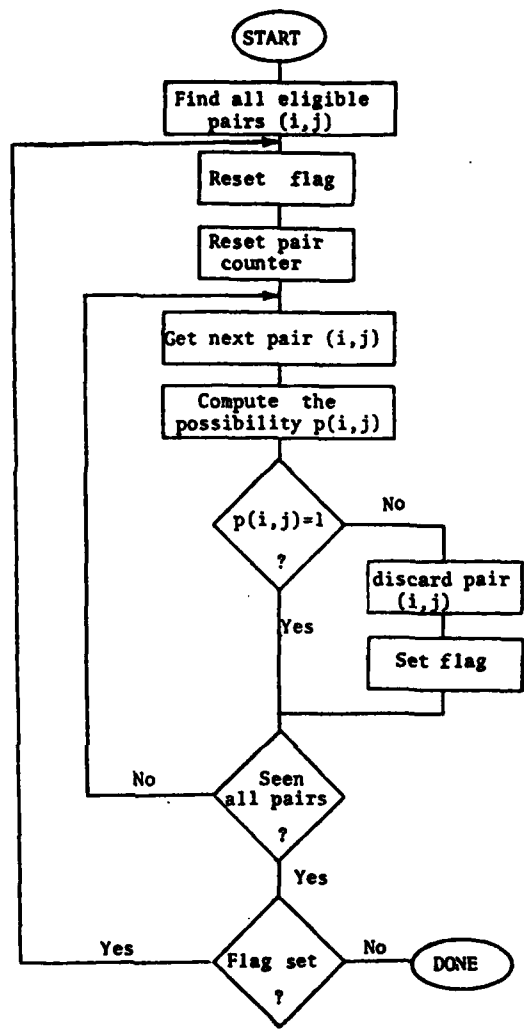 START
Find all eligible
pairs (i,j)
Reset flag
Reset pair
counter
Get next pair (i,j)
Compute the
possibility p(i,j)
p(i,j)=1
?
No
discard pair
(i,j)
Yes
Set flag
Seen
all pairs
?
No
Yes
Flag set
?
Yes
No
DONE